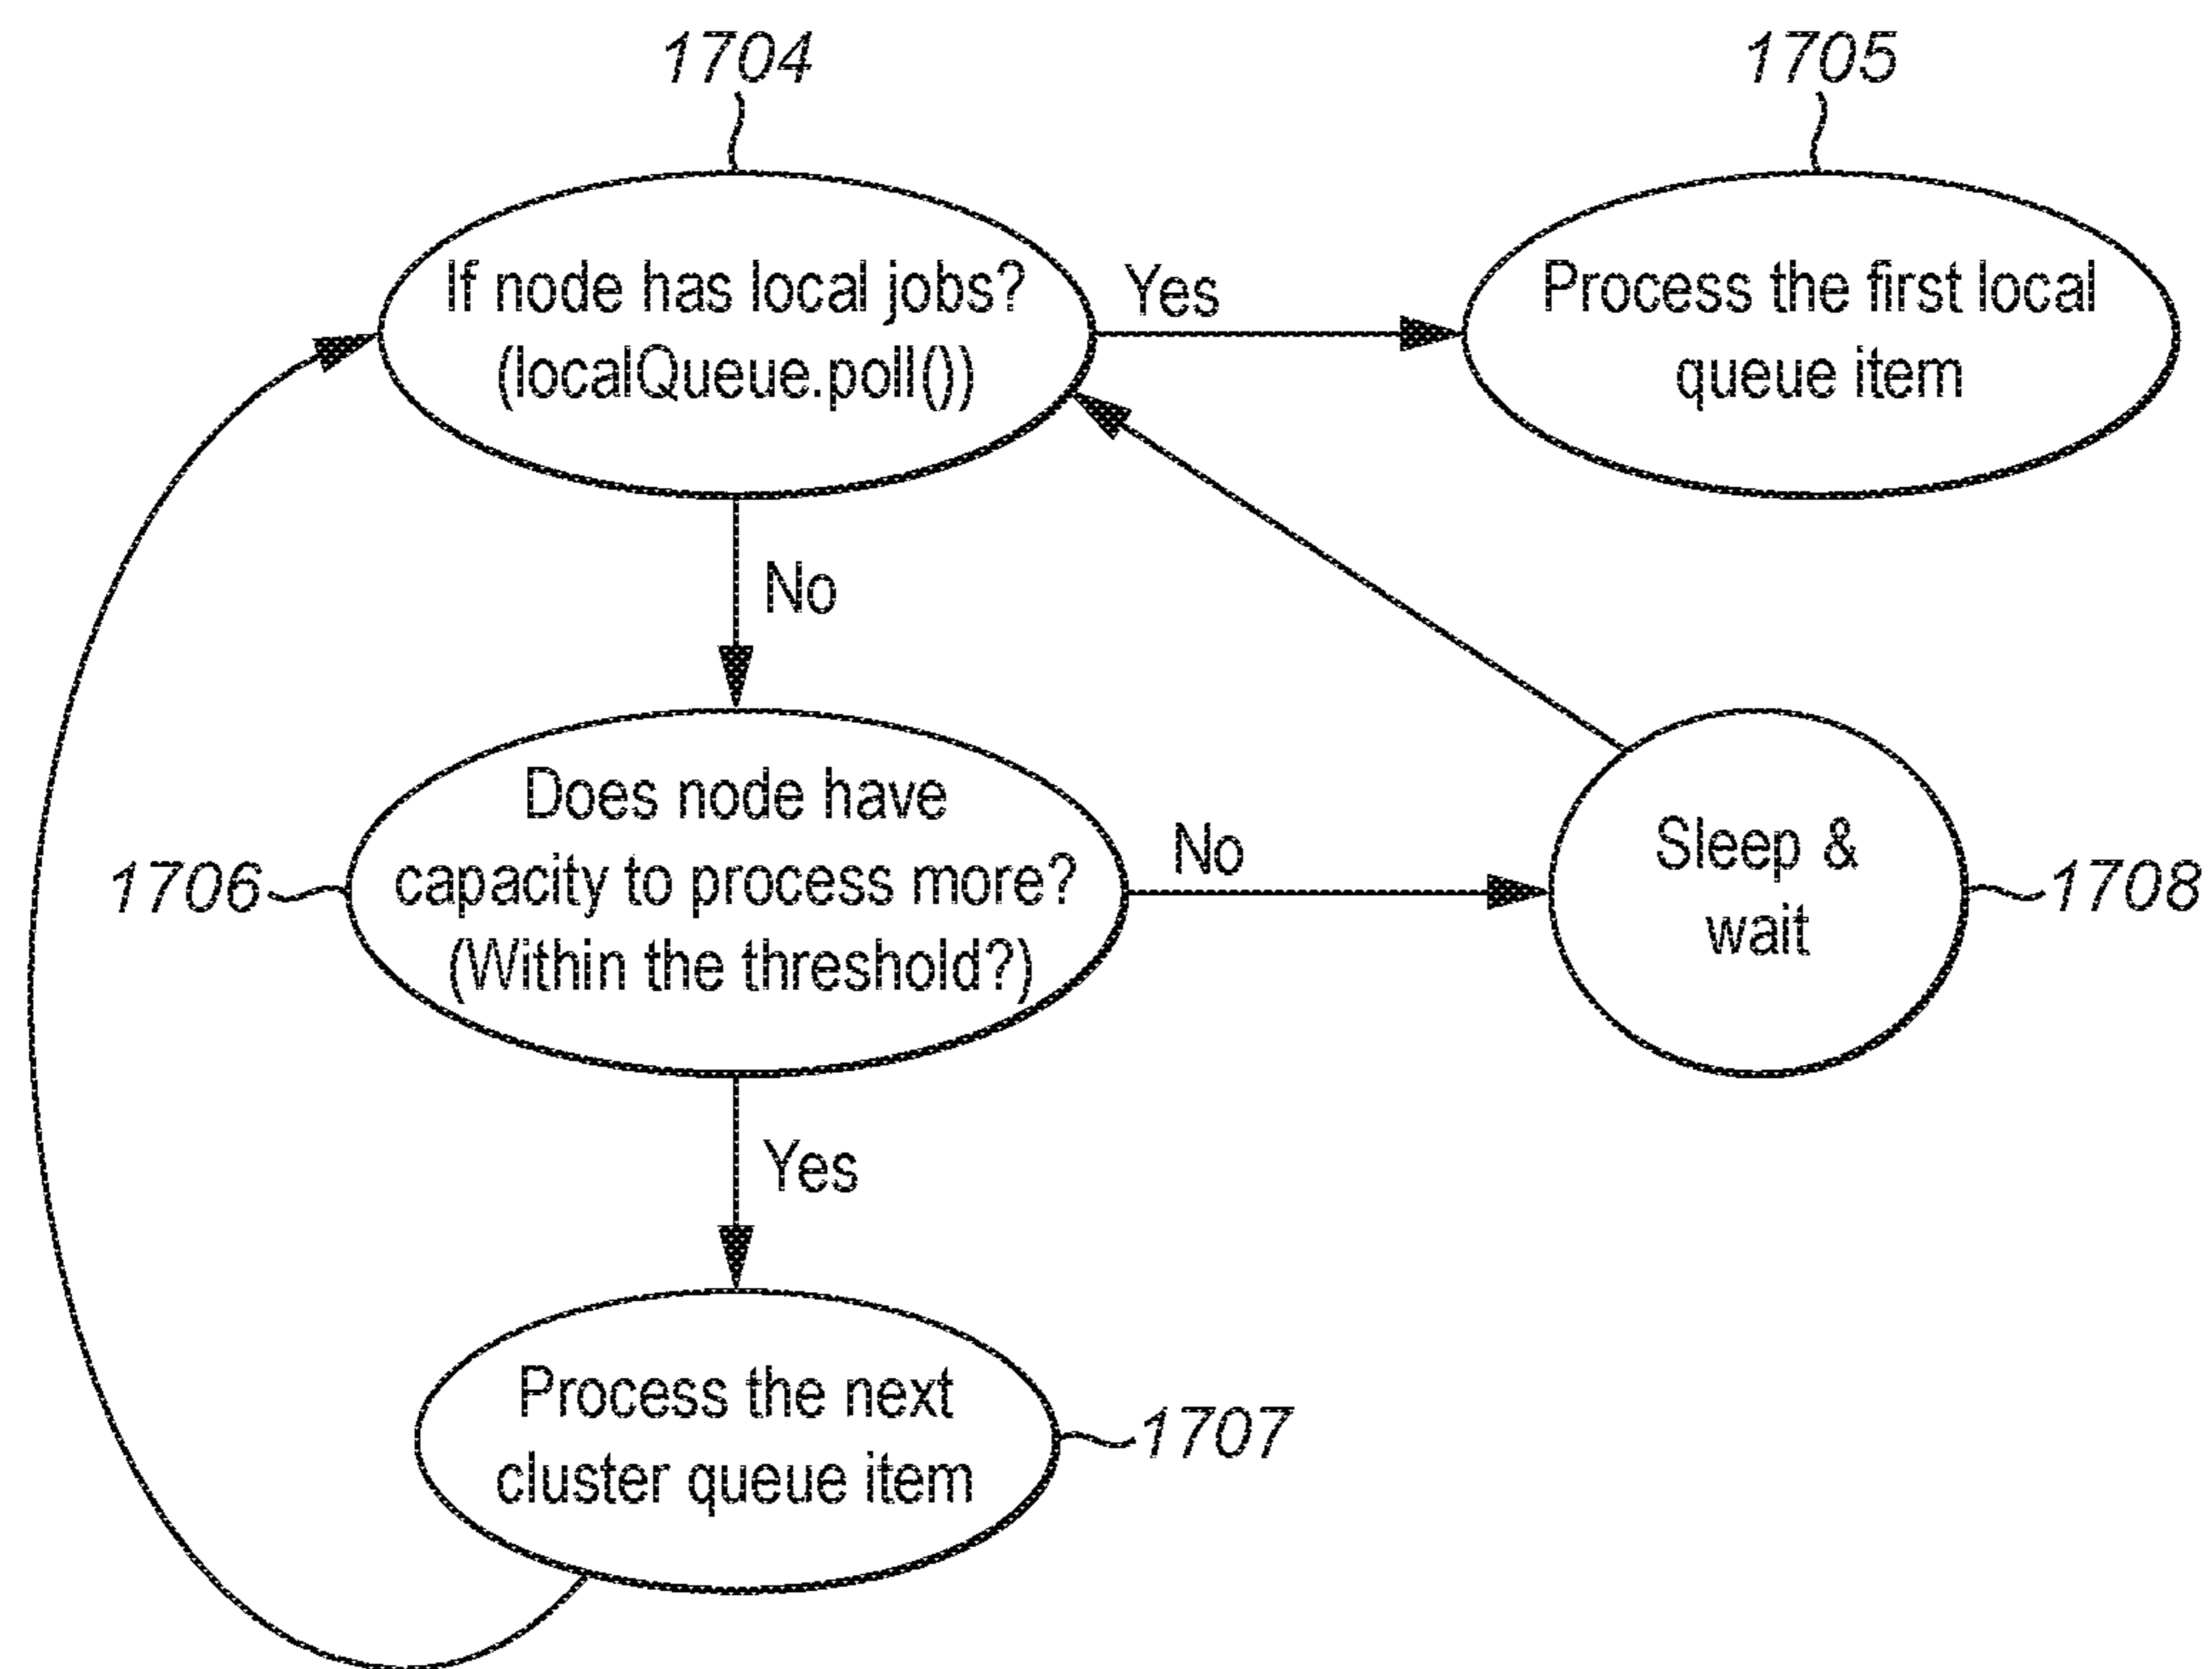 1704
1705
If node has local jobs?
(localQueue.poll())
Yes
Process the first local
queue item
No
Does node have
capacity to process more?
(Within the threshold?)
1706
No
Sleep &
wait
1708
Yes
Process the next
cluster queue item
1707